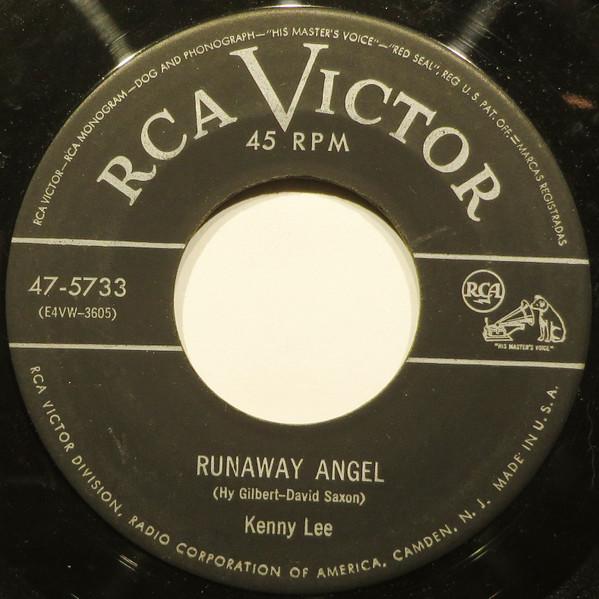 RCA VICTOR—RCA MONOGRAM—DOG AND PHONOGRAPH—"HIS MASTER'S VOICE"—"RED SEAL", REG. U.S. PAT. OFF.—MARCAS REGISTRADAS
RCA VICTOR
45 RPM
47-5733
(E4VW-3605)
RCA
"HIS MASTER'S VOICE"
RUNAWAY ANGEL
(Hy Gilbert-David Saxon)
Kenny Lee
RCA VICTOR DIVISION, RADIO CORPORATION OF AMERICA, CAMDEN, N. J. MADE IN U.S.A.